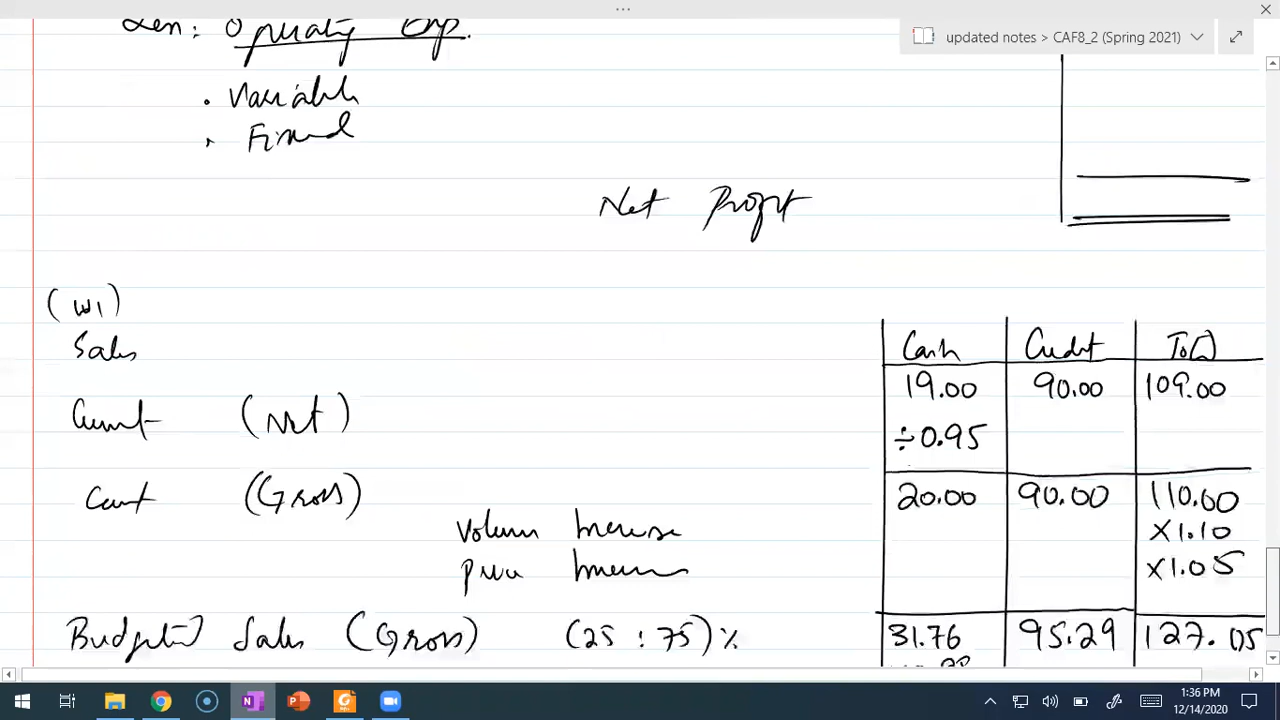 ...
updated notes > CAF8_2 (Spring 2021)
Len: Operating Exp.
• Variable
• Fixed
Net Profit
(W1)
Sales
Cash Credit Total
Current (Net) 19.00 90.00 109.00
÷0.95
Current (Gross) 20.00 90.00 110.00
Volume Increase ×1.10
Price Increase ×1.05
Budgeted Sales (Gross) (25 : 75)% 31.76 95.29 127.05
1:36 PM
12/14/2020